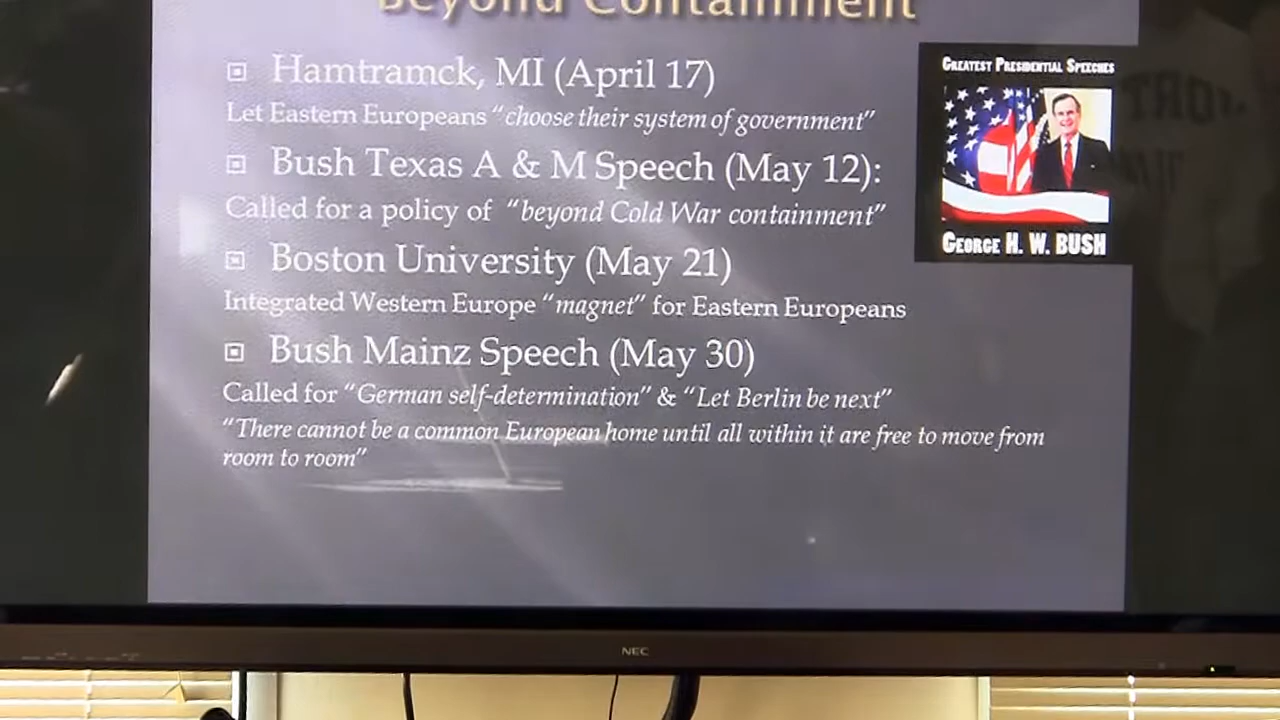 Beyond Containment
Hamtramck, MI (April 17)
Let Eastern Europeans “choose their system of government”
Bush Texas A & M Speech (May 12):
Called for a policy of “beyond Cold War containment”
Boston University (May 21)
Integrated Western Europe “magnet” for Eastern Europeans
Bush Mainz Speech (May 30)
Called for “German self-determination” & “Let Berlin be next”
“There cannot be a common European home until all within it are free to move from
room to room”
GREATEST PRESIDENTIAL SPEECHES
GEORGE H. W. BUSH
NEC